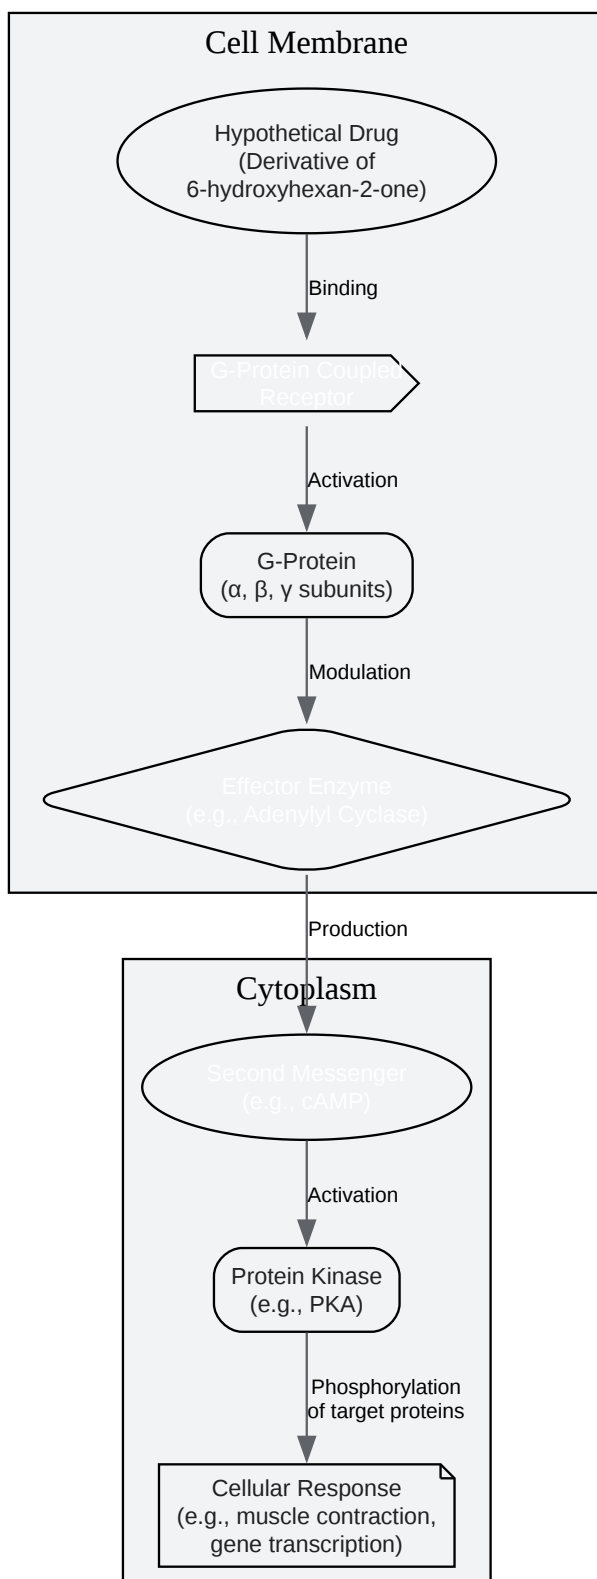 Cell Membrane
Hypothetical Drug
(Derivative of
6-hydroxyhexan-2-one)
Binding
G-Protein Coupled
Receptor
Activation
G-Protein
(α, β, γ subunits)
Modulation
Effector Enzyme
(e.g., Adenylyl Cyclase)
Production
Cytoplasm
Second Messenger
(e.g., cAMP)
Activation
Protein Kinase
(e.g., PKA)
Phosphorylation
of target proteins
Cellular Response
(e.g., muscle contraction,
gene transcription)